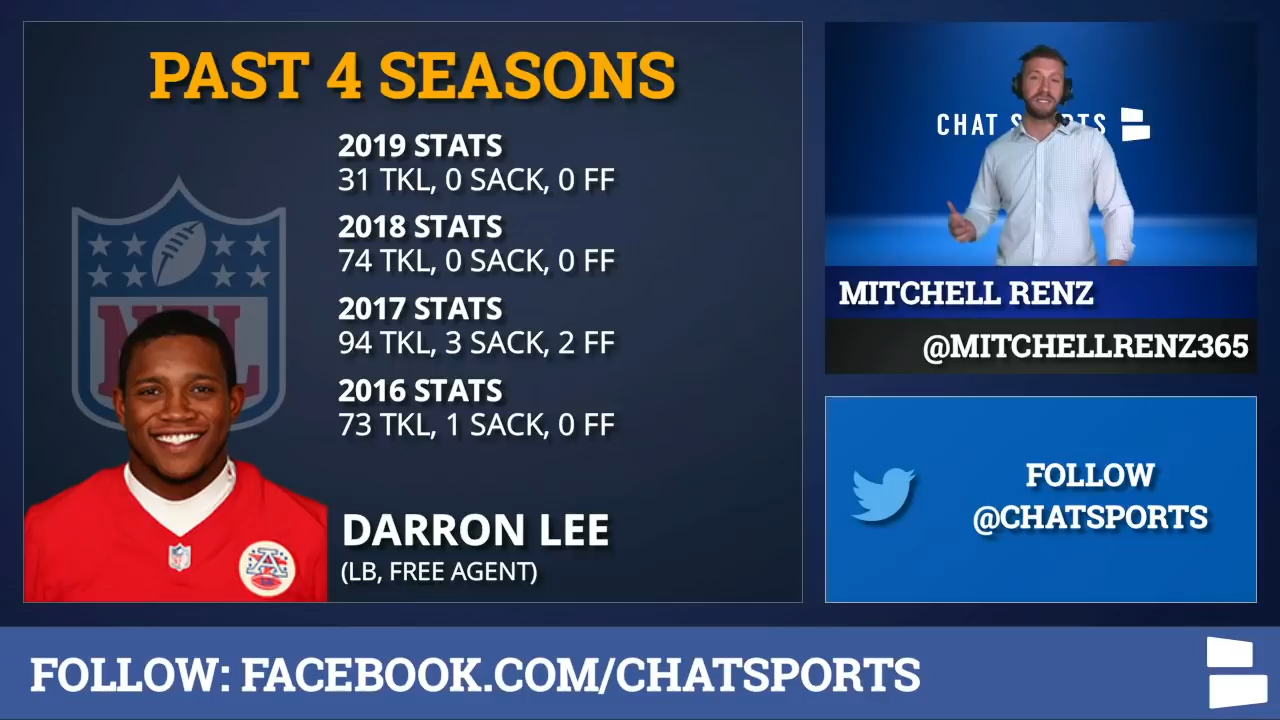 PAST 4 SEASONS
2019 STATS
31 TKL, 0 SACK, 0 FF
2018 STATS
74 TKL, 0 SACK, 0 FF
2017 STATS
94 TKL, 3 SACK, 2 FF
2016 STATS
73 TKL, 1 SACK, 0 FF
DARRON LEE
(LB, FREE AGENT)
MITCHELL RENZ
@MITCHELLRENZ365
FOLLOW
@CHATSPORTS
FOLLOW: FACEBOOK.COM/CHATSPORTS